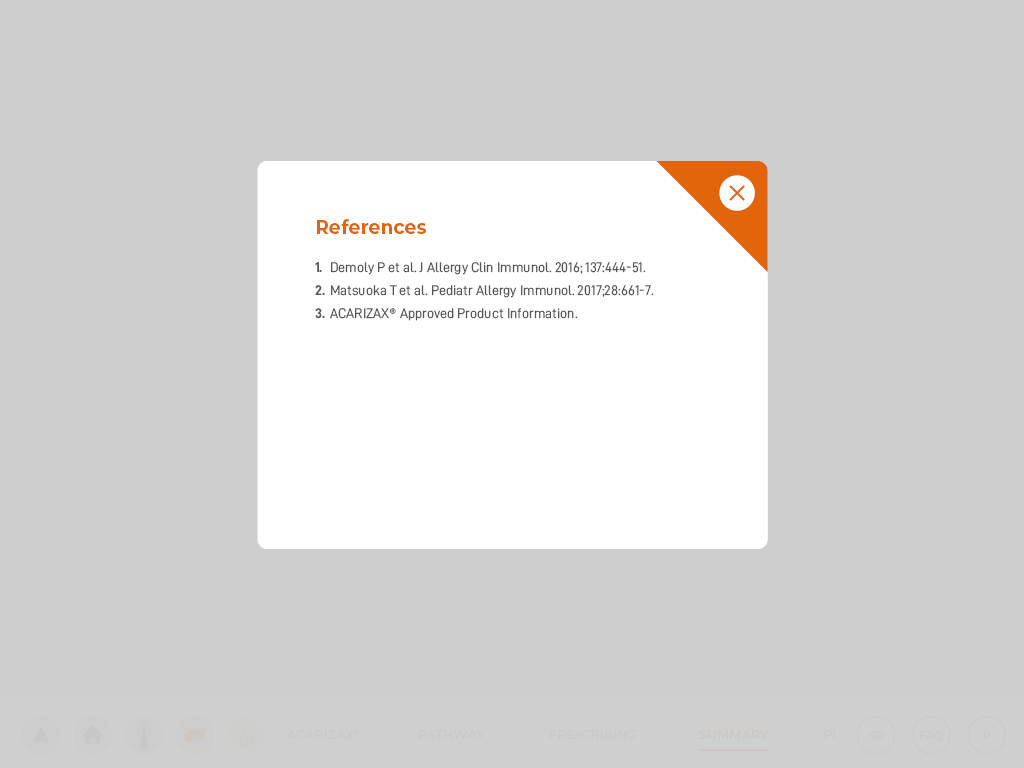 References
1. Demoly P et al. J Allergy Clin Immunol. 2016; 137:444-51.
2. Matsuoka T et al. Pediatr Allergy Immunol. 2017;28:661-7.
3. ACARIZAX® Approved Product Information.
ACARIZAX® PATHWAY PRESCRIBING SUMMARY PI SD FAQ R